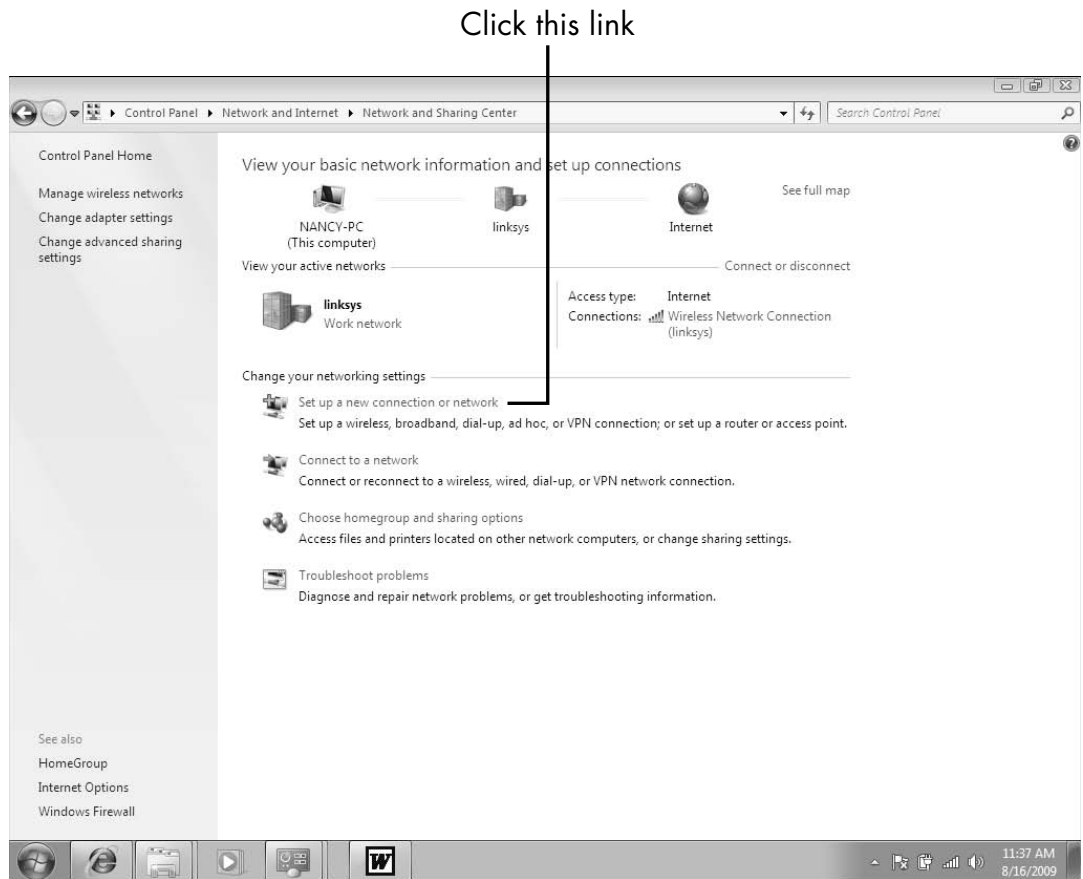 Click this link
Control Panel ▸ Network and Internet ▸ Network and Sharing Center
Search Control Panel
Control Panel Home
Manage wireless networks
Change adapter settings
Change advanced sharing
settings
See also
HomeGroup
Internet Options
Windows Firewall
View your basic network information and set up connections
See full map
NANCY-PC
(This computer)
linksys
Internet
View your active networks
Connect or disconnect
linksys
Work network
Access type: Internet
Connections: Wireless Network Connection
(linksys)
Change your networking settings
Set up a new connection or network
Set up a wireless, broadband, dial-up, ad hoc, or VPN connection; or set up a router or access point.
Connect to a network
Connect or reconnect to a wireless, wired, dial-up, or VPN network connection.
Choose homegroup and sharing options
Access files and printers located on other network computers, or change sharing settings.
Troubleshoot problems
Diagnose and repair network problems, or get troubleshooting information.
W
11:37 AM
8/16/2009